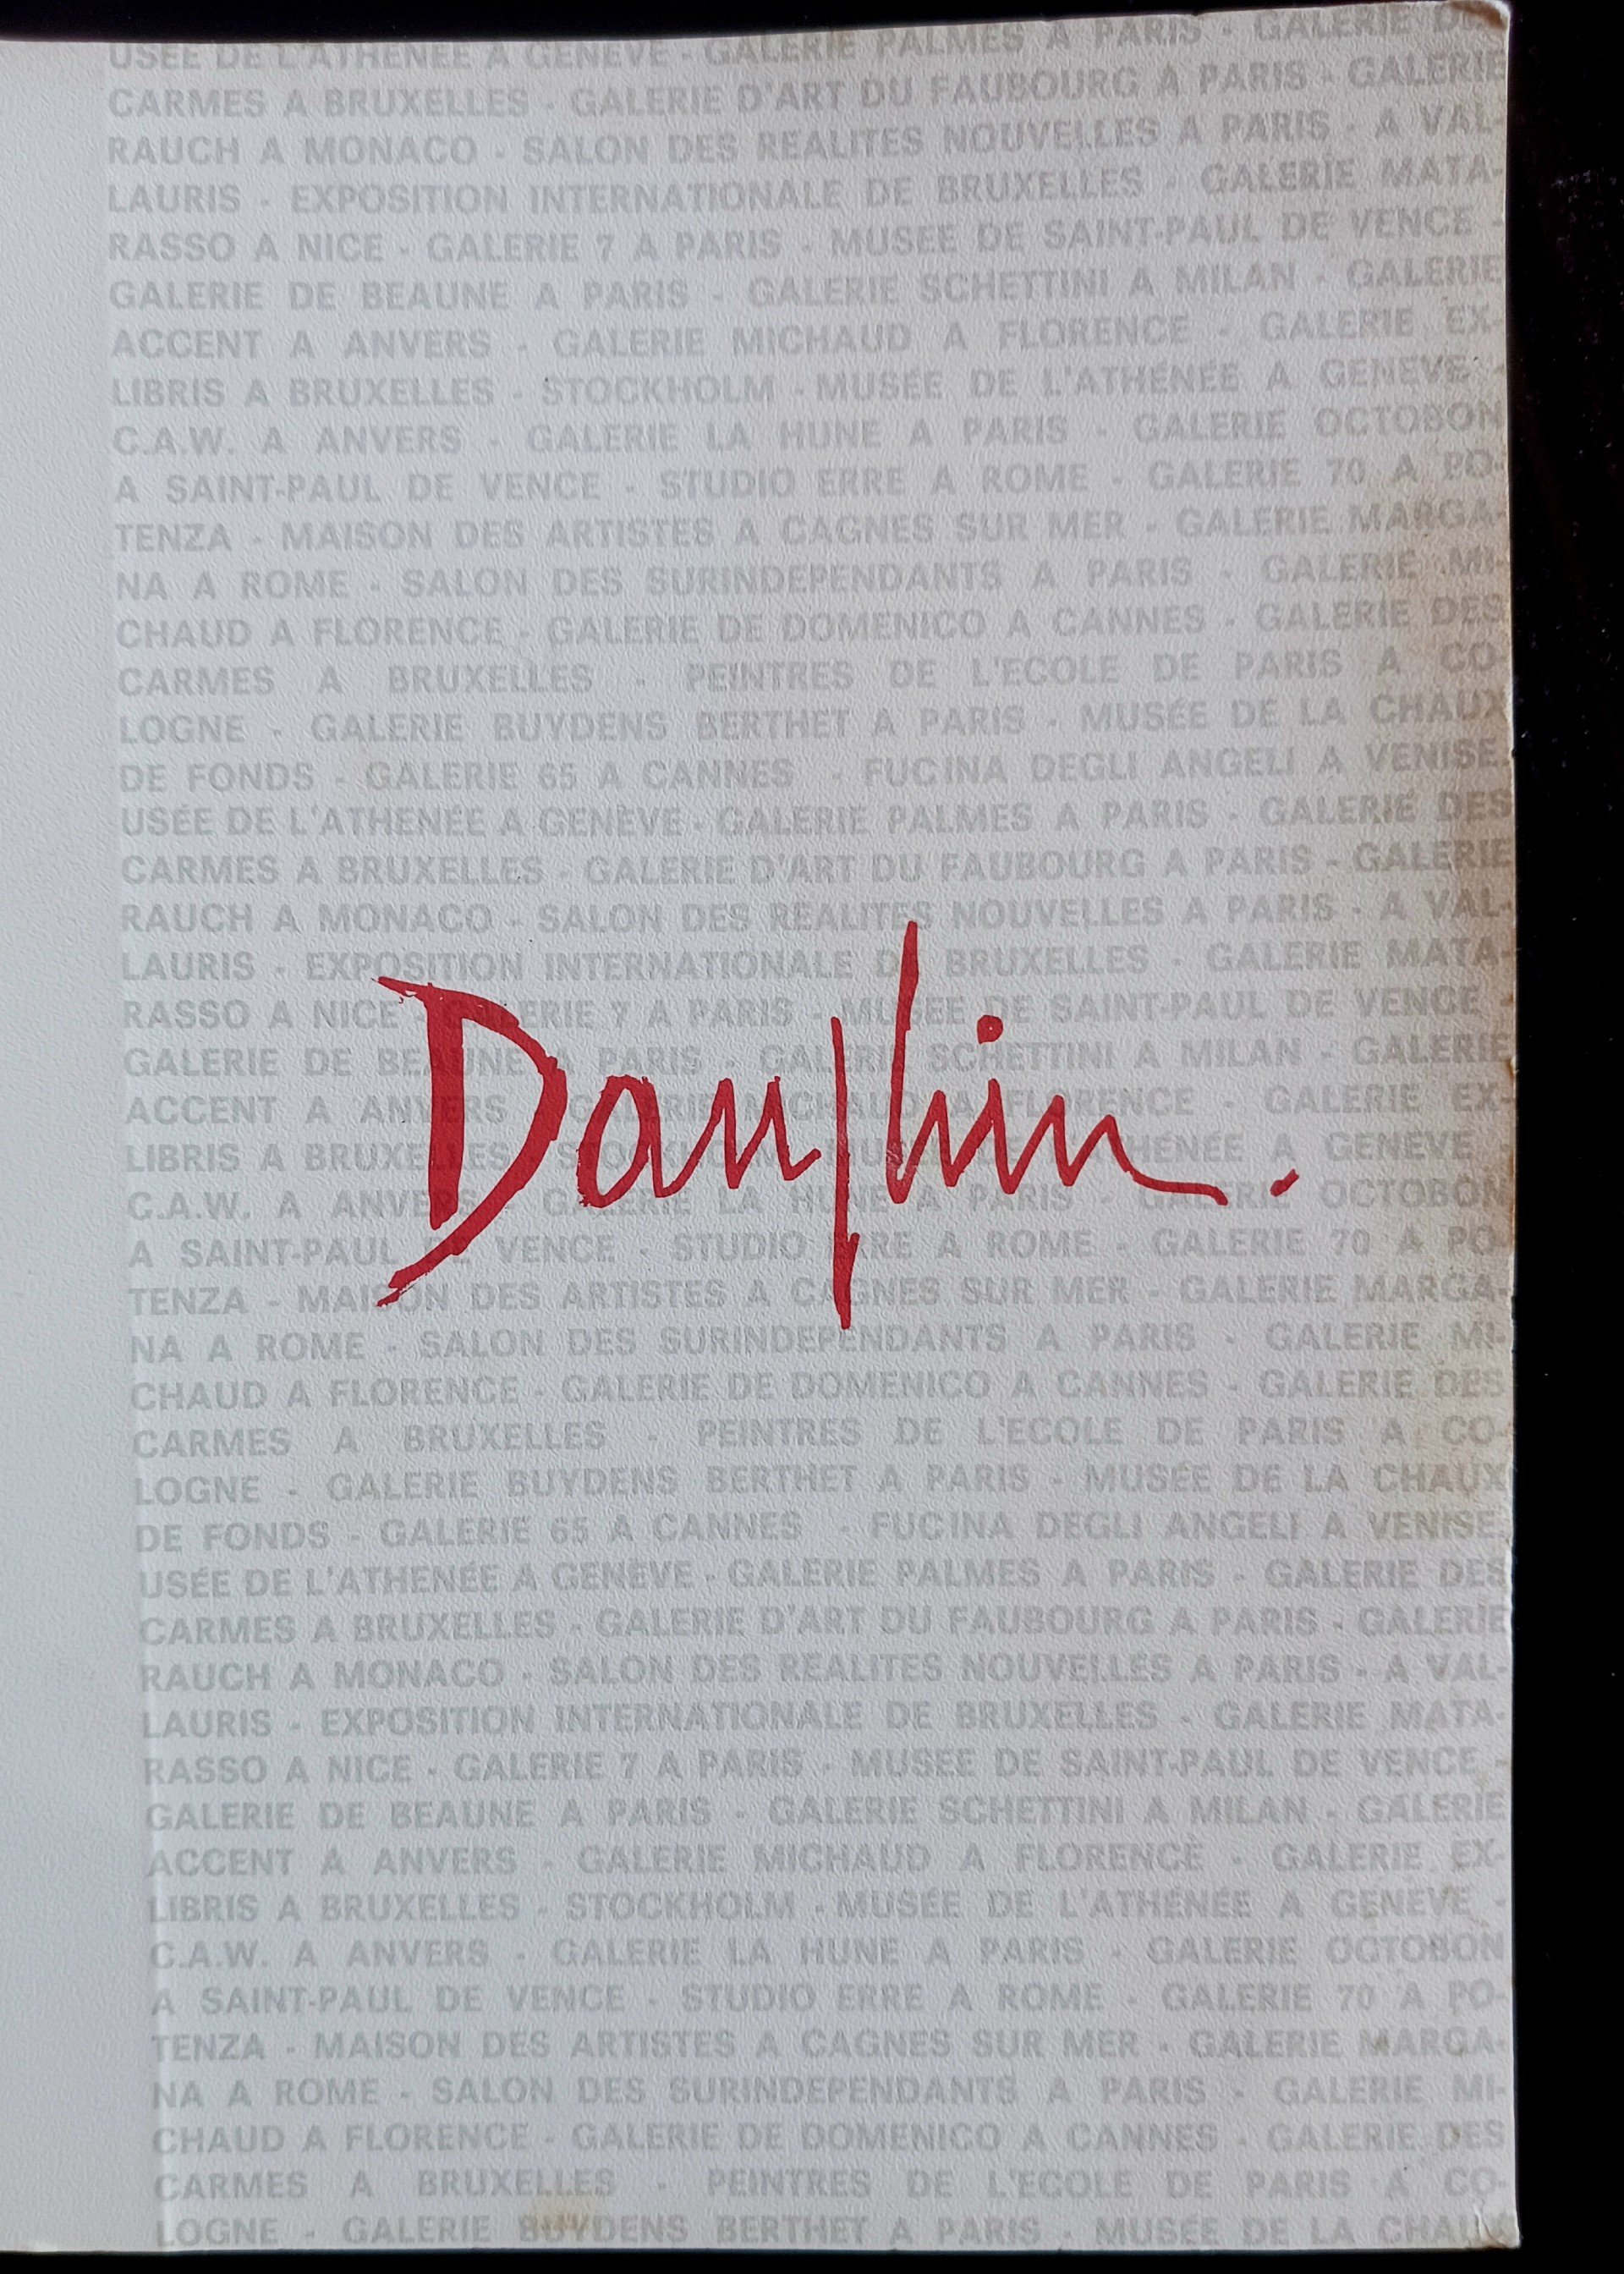 USÉE DE L'ATHENÉE A GENÈVE - GALERIE PALMES A PARIS - GALERIE DES
CARMES A BRUXELLES - GALERIE D'ART DU FAUBOURG A PARIS - GALERIE
RAUCH A MONACO - SALON DES REALITES NOUVELLES A PARIS - A VAL-
LAURIS - EXPOSITION INTERNATIONALE DE BRUXELLES - GALERIE MATA-
RASSO A NICE - GALERIE 7 A PARIS - MUSEE DE SAINT-PAUL DE VENCE -
GALERIE DE BEAUNE A PARIS - GALERIE SCHETTINI A MILAN - GALERIE
ACCENT A ANVERS - GALERIE MICHAUD A FLORENCE - GALERIE EX-
LIBRIS A BRUXELLES - STOCKHOLM - MUSÉE DE L'ATHÉNÉE A GENÈVE -
C.A.W. A ANVERS - GALERIE LA HUNE A PARIS - GALERIE OCTOBON
A SAINT-PAUL DE VENCE - STUDIO ERRE A ROME - GALERIE 70 A PO-
TENZA - MAISON DES ARTISTES A CAGNES SUR MER - GALERIE MARGA-
NA A ROME - SALON DES SURINDEPENDANTS A PARIS - GALERIE MI-
CHAUD A FLORENCE - GALERIE DE DOMENICO A CANNES - GALERIE DES
CARMES A BRUXELLES - PEINTRES DE L'ECOLE DE PARIS A CO-
LOGNE - GALERIE BUYDENS BERTHET A PARIS - MUSÉE DE LA CHAUX
DE FONDS - GALERIE 65 A CANNES - FUCINA DEGLI ANGELI A VENISE.
USÉE DE L'ATHENÉE A GENÈVE - GALERIE PALMES A PARIS - GALERIE DES
CARMES A BRUXELLES - GALERIE D'ART DU FAUBOURG A PARIS - GALERIE
RAUCH A MONACO - SALON DES REALITES NOUVELLES A PARIS - A VAL-
LAURIS - EXPOSITION INTERNATIONALE DE BRUXELLES - GALERIE MATA-
RASSO A NICE - GALERIE 7 A PARIS - MUSEE DE SAINT-PAUL DE VENCE -
GALERIE DE BEAUNE A PARIS - GALERIE SCHETTINI A MILAN - GALERIE
ACCENT A ANVERS - GALERIE MICHAUD A FLORENCE - GALERIE EX-
Dauphin.
LIBRIS A BRUXELLES - STOCKHOLM - MUSÉE DE L'ATHÉNÉE A GENÈVE -
C.A.W. A ANVERS - GALERIE LA HUNE A PARIS - GALERIE OCTOBON
A SAINT-PAUL DE VENCE - STUDIO ERRE A ROME - GALERIE 70 A PO-
TENZA - MAISON DES ARTISTES A CAGNES SUR MER - GALERIE MARGA-
NA A ROME - SALON DES SURINDEPENDANTS A PARIS - GALERIE MI-
CHAUD A FLORENCE - GALERIE DE DOMENICO A CANNES - GALERIE DES
CARMES A BRUXELLES - PEINTRES DE L'ECOLE DE PARIS A CO-
LOGNE - GALERIE BUYDENS BERTHET A PARIS - MUSÉE DE LA CHAUX
DE FONDS - GALERIE 65 A CANNES - FUCINA DEGLI ANGELI A VENISE.
USÉE DE L'ATHENÉE A GENÈVE - GALERIE PALMES A PARIS - GALERIE DES
CARMES A BRUXELLES - GALERIE D'ART DU FAUBOURG A PARIS - GALERIE
RAUCH A MONACO - SALON DES REALITES NOUVELLES A PARIS - A VAL-
LAURIS - EXPOSITION INTERNATIONALE DE BRUXELLES - GALERIE MATA-
RASSO A NICE - GALERIE 7 A PARIS - MUSEE DE SAINT-PAUL DE VENCE -
GALERIE DE BEAUNE A PARIS - GALERIE SCHETTINI A MILAN - GALERIE
ACCENT A ANVERS - GALERIE MICHAUD A FLORENCE - GALERIE EX-
LIBRIS A BRUXELLES - STOCKHOLM - MUSÉE DE L'ATHÉNÉE A GENÈVE -
C.A.W. A ANVERS - GALERIE LA HUNE A PARIS - GALERIE OCTOBON
A SAINT-PAUL DE VENCE - STUDIO ERRE A ROME - GALERIE 70 A PO-
TENZA - MAISON DES ARTISTES A CAGNES SUR MER - GALERIE MARGA-
NA A ROME - SALON DES SURINDEPENDANTS A PARIS - GALERIE MI-
CHAUD A FLORENCE - GALERIE DE DOMENICO A CANNES - GALERIE DES
CARMES A BRUXELLES - PEINTRES DE L'ECOLE DE PARIS A CO-
LOGNE - GALERIE BUYDENS BERTHET A PARIS - MUSÉE DE LA CHAUX